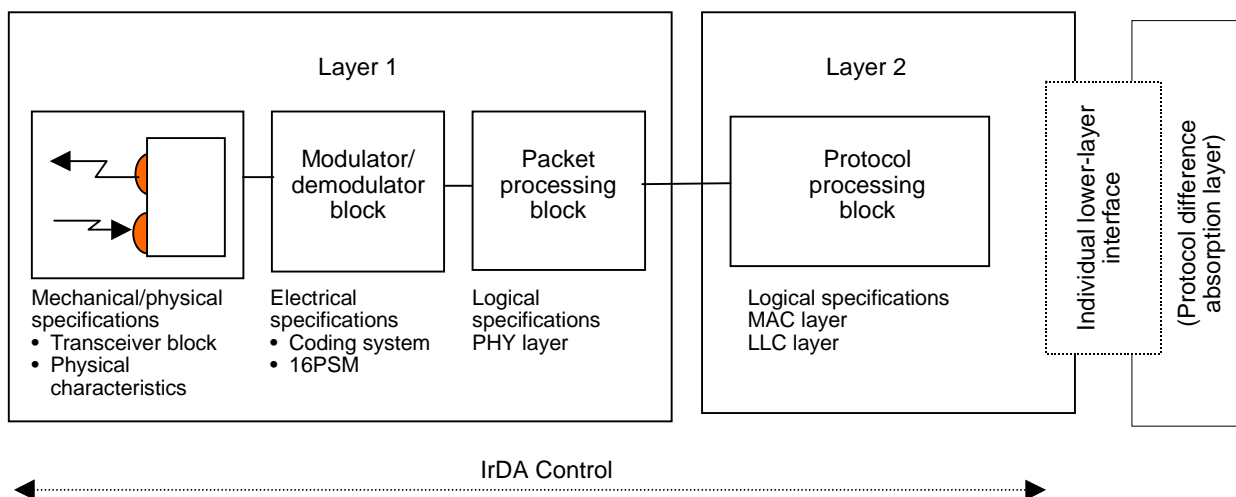 Layer 1
Layer 2
Modulator/
demodulator
block
Packet
processing
block
Protocol
processing
block
Individual lower-layer
interface
(Protocol difference
absorption layer)
Mechanical/physical
specifications
• Transceiver block
• Physical
characteristics
Electrical
specifications
• Coding system
• 16PSM
Logical
specifications
PHY layer
Logical specifications
MAC layer
LLC layer
IrDA Control